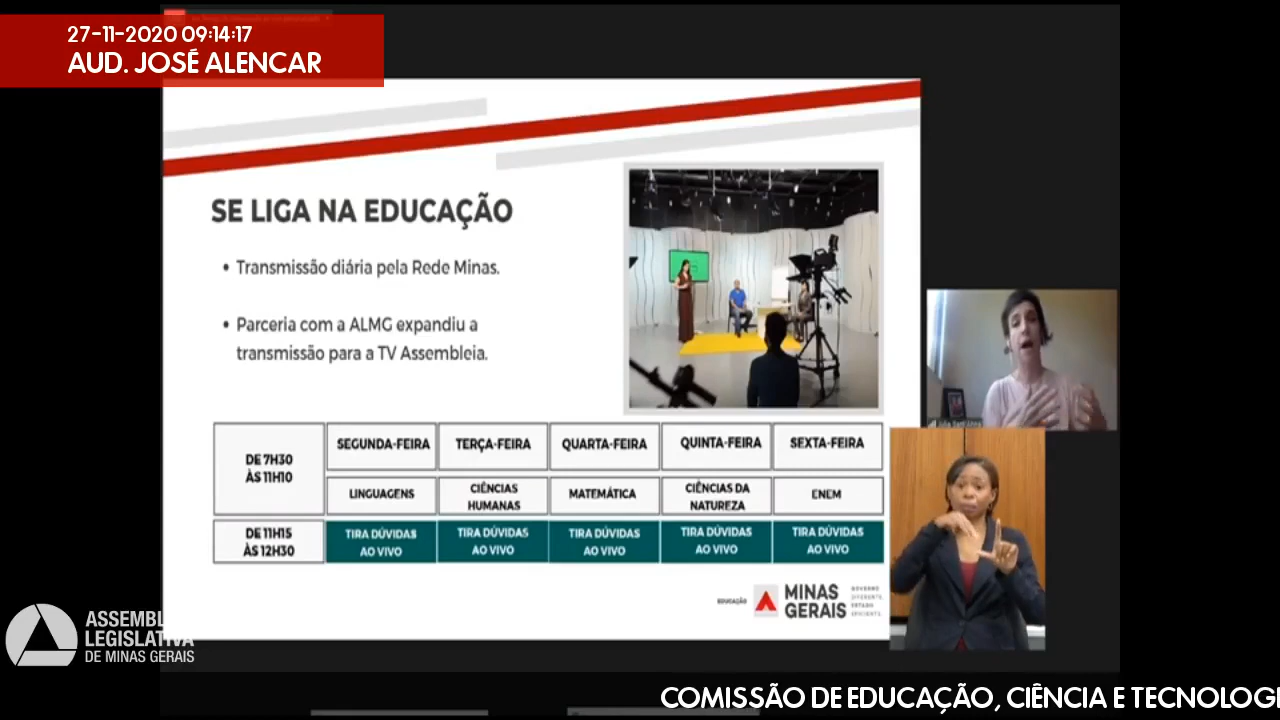 27-11-2020 09:14:17
AUD. JOSÉ ALENCAR
SE LIGA NA EDUCAÇÃO
• Transmissão diária pela Rede Minas.
• Parceria com a ALMG expandiu a
transmissão para a TV Assembleia.
DE 7H30
ÀS 11H10
SEGUNDA-FEIRA
TERÇA-FEIRA
QUARTA-FEIRA
QUINTA-FEIRA
SEXTA-FEIRA
LINGUAGENS
CIÊNCIAS
HUMANAS
MATEMÁTICA
CIÊNCIAS DA
NATUREZA
ENEM
DE 11H15
ÀS 12H30
TIRA DÚVIDAS
AO VIVO
TIRA DÚVIDAS
AO VIVO
TIRA DÚVIDAS
AO VIVO
TIRA DÚVIDAS
AO VIVO
TIRA DÚVIDAS
AO VIVO
EDUCAÇÃO
MINAS
GERAIS
GOVERNO
DIFERENTE
ESTADO
EFICIENTE
ASSEMBL
LEGISLATIVA
DE MINAS GERAIS
COMISSÃO DE EDUCAÇÃO, CIÊNCIA E TECNOLOGI